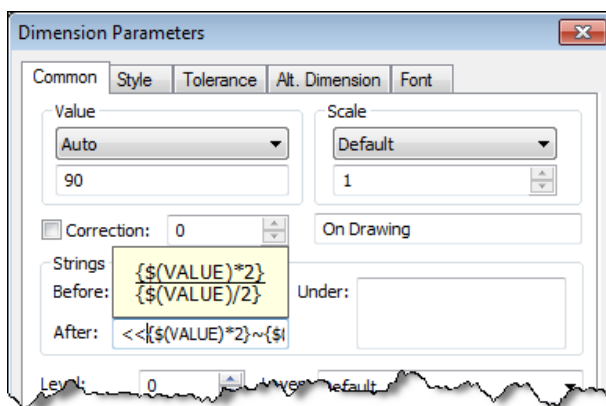 Dimension Parameters
Common Style Tolerance Alt. Dimension Font
Value Scale
Auto Default
90 1
Correction: 0 On Drawing
Strings
{$(VALUE)*2}
Before: {$(VALUE)/2} Under:
After: <<{$(VALUE)*2}~{$(
Level: 0 Default